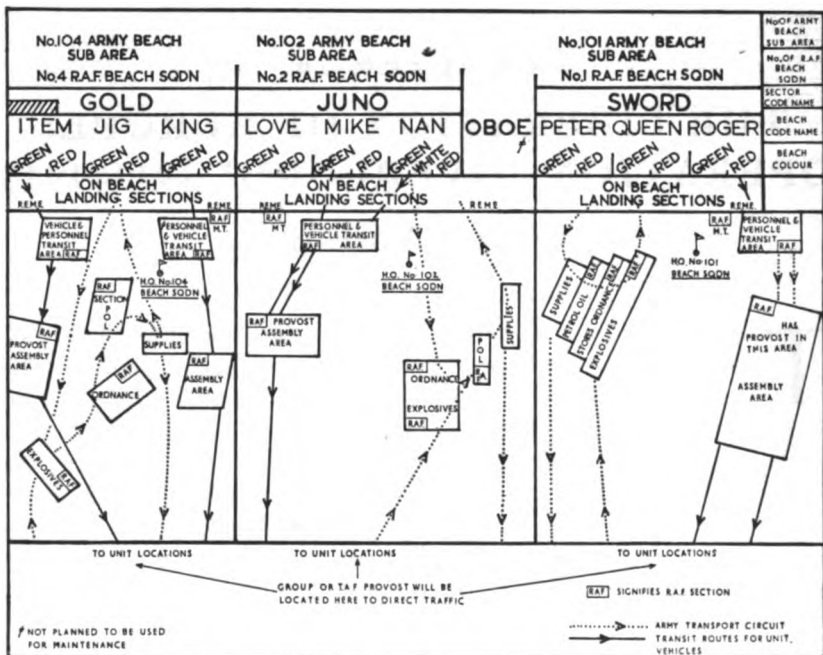 No.104 ARMY BEACH
SUB AREA
No.4 R.A.F. BEACH SQDN
No.102 ARMY BEACH
SUB AREA
No.2 R.A.F. BEACH SQDN
No.101 ARMY BEACH
SUB AREA
No.1 R.A.F. BEACH SQDN
No OF ARMY
BEACH
SUB AREA
No. OF R.A.F.
BEACH
SQDN
GOLD
JUNO
SWORD
SECTOR
CODE NAME
ITEM JIG KING
LOVE MIKE NAN
OBOE
PETER QUEEN ROGER
BEACH
CODE NAME
GREEN RED GREEN RED GREEN RED
GREEN RED GREEN RED GREEN WHITE RED
GREEN RED GREEN RED GREEN RED
BEACH
COLOUR
ON BEACH
LANDING SECTIONS
ON BEACH
LANDING SECTIONS
ON BEACH
LANDING SECTIONS
REME
VEHICLE &
PERSONNEL
TRANSIT
AREA RAF
RAF
SECTION
P
O
L
PERSONNEL
& VEHICLE
TRANSIT
AREA RAF
REME
RAF
M.T.
H.Q. No.104
BEACH SQDN
SUPPLIES
RAF
PROVOST
ASSEMBLY
AREA
RAF
ORDNANCE
RAF
ASSEMBLY
AREA
EXPLOSIVES
RAF
REME
RAF
MT
PERSONNEL & VEHICLE TRANSIT
RAF AREA
H.Q. No. 102
BEACH SQDN
REME
RAF PROVOST
ASSEMBLY
AREA
SUPPLIES
P
O
L
RAF
ORDNANCE
EXPLOSIVES
RAF
SUPPLIES
PETROL OIL RAF
STORES ORDNANCE RAF
EXPLOSIVES RAF
REME
RAF
M.T.
H.Q. No 101
BEACH SQDN
PERSONNEL &
VEHICLE
TRANSIT
AREA RAF
RAF
HAS
PROVOST IN
THIS AREA
ASSEMBLY
AREA
TO UNIT LOCATIONS
TO UNIT LOCATIONS
TO UNIT LOCATIONS
GROUP OR T.A.F PROVOST WILL BE
LOCATED HERE TO DIRECT TRAFFIC
RAF SIGNIFIES R.A.F SECTION
NOT PLANNED TO BE USED
FOR MAINTENANCE
ARMY TRANSPORT CIRCUIT
TRANSIT ROUTES FOR UNIT,
VEHICLES